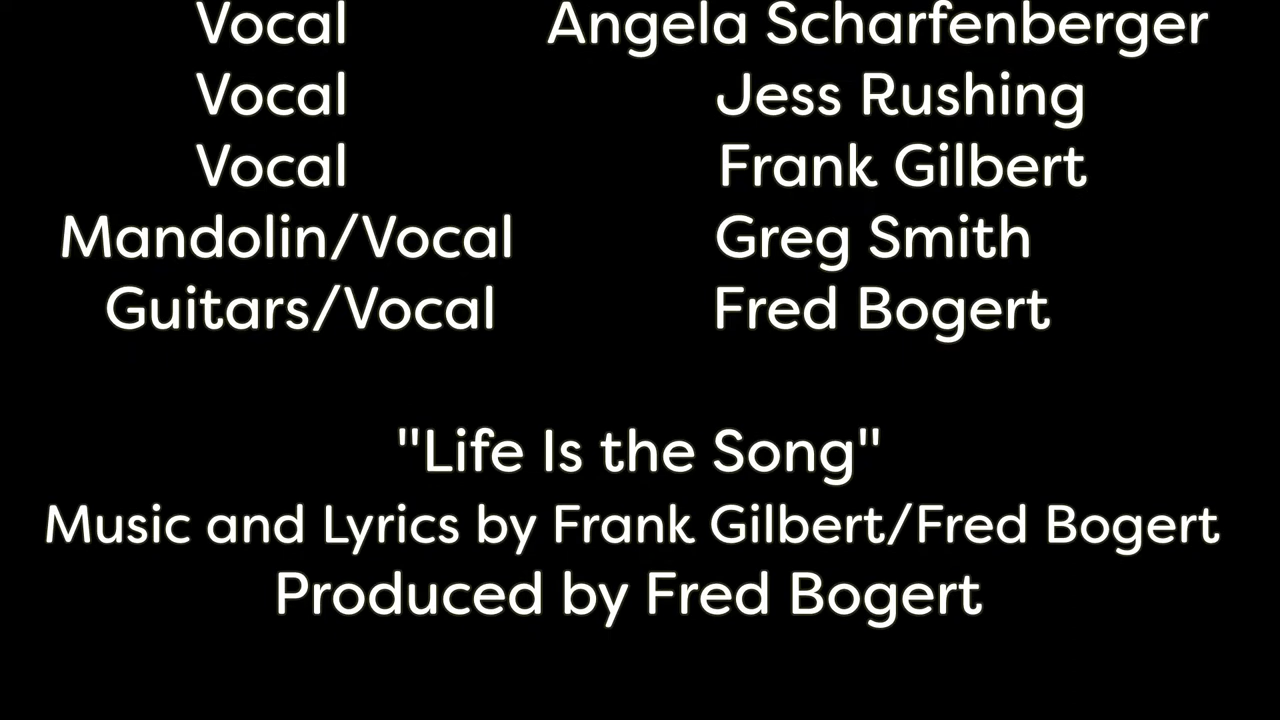 Vocal Angela Scharfenberger
Vocal Jess Rushing
Vocal Frank Gilbert
Mandolin/Vocal Greg Smith
Guitars/Vocal Fred Bogert
"Life Is the Song"
Music and Lyrics by Frank Gilbert/Fred Bogert
Produced by Fred Bogert